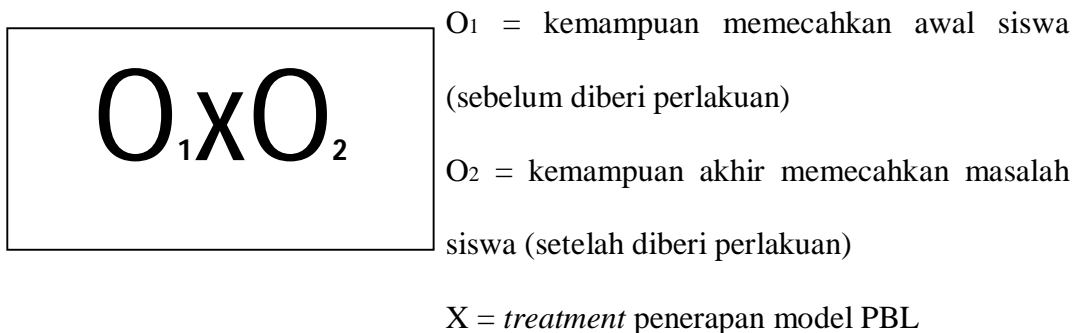 O₁xO₂
O1 = kemampuan memecahkan awal siswa
(sebelum diberi perlakuan)
O2 = kemampuan akhir memecahkan masalah
siswa (setelah diberi perlakuan)
X = treatment penerapan model PBL